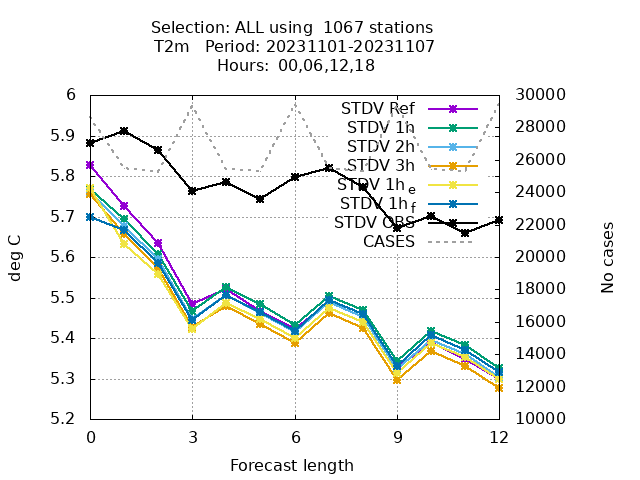 Selection: ALL using 1067 stations
T2m Period: 20231101-20231107
Hours: 00,06,12,18
6
5.9
5.8
5.7
5.6
5.5
5.4
5.3
5.2
30000
28000
26000
24000
22000
20000
18000
16000
14000
12000
10000
STDV Ref
STDV 1h
STDV 2h
STDV 3h
STDV 1h e
STDV 1h f
STDV OBS
CASES
deg C
No cases
0 3 6 9 12
Forecast length